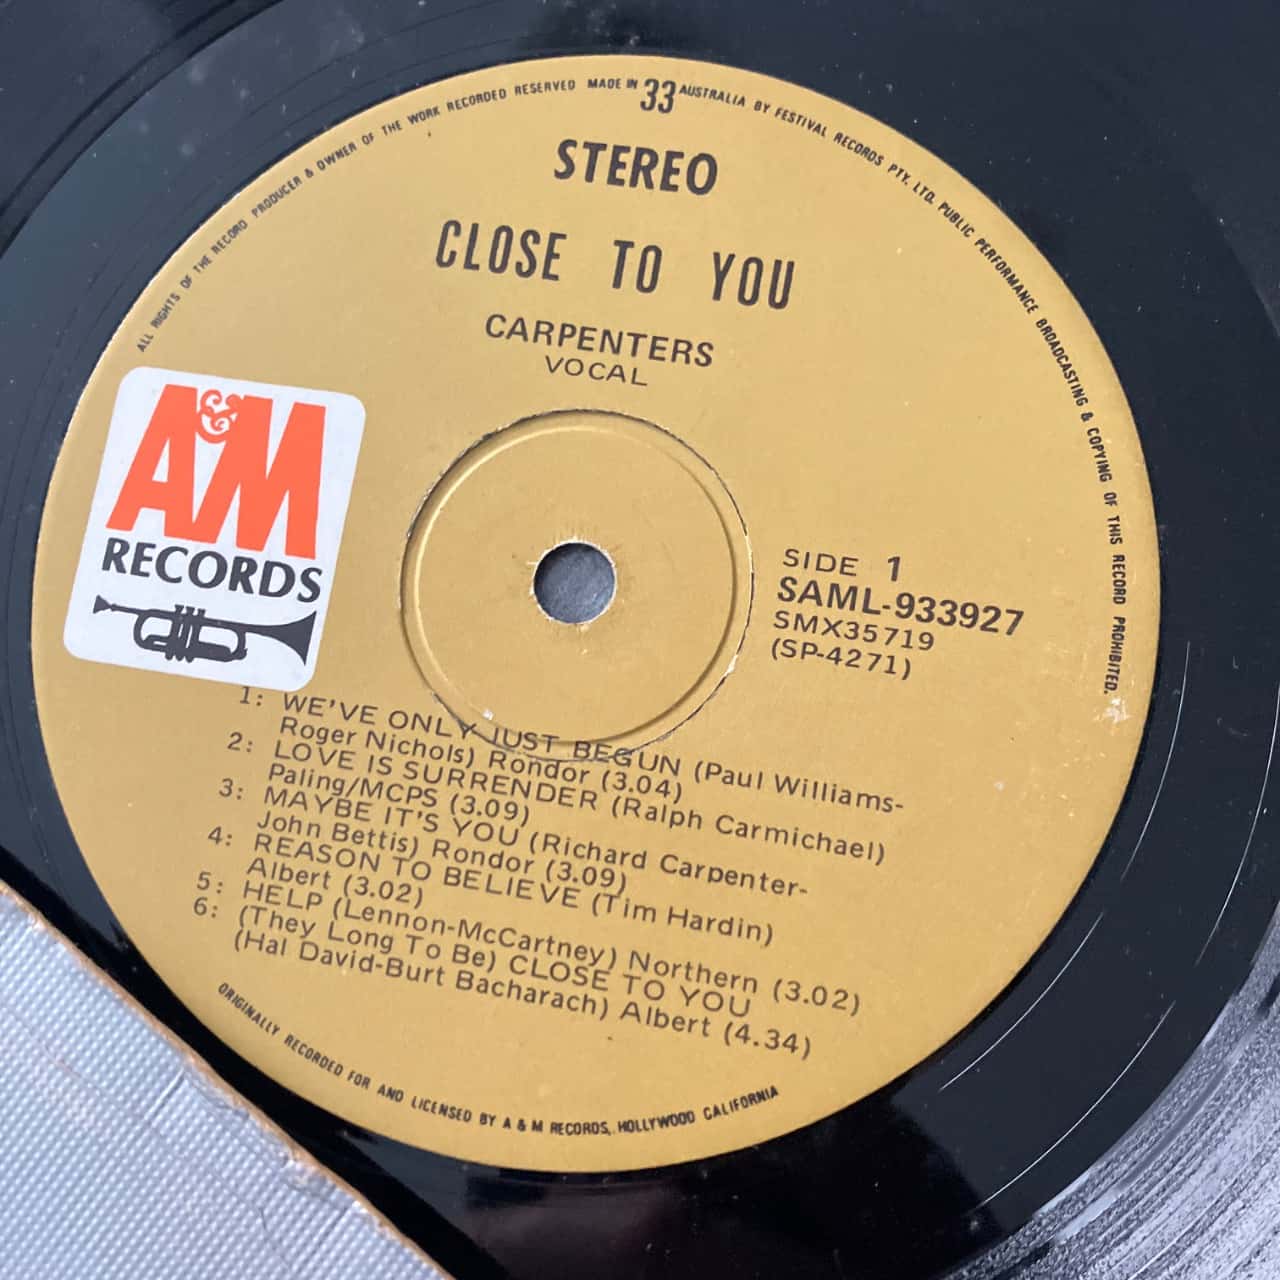 ALL RIGHTS OF THE RECORD PRODUCER & OWNER OF THE WORK RECORDED RESERVED MADE IN AUSTRALIA BY FESTIVAL RECORDS PTY. LTD. PUBLIC PERFORMANCE BROADCASTING & COPYING OF THIS RECORD PROHIBITED.
33
STEREO
CLOSE TO YOU
CARPENTERS
VOCAL
A&M
RECORDS
SIDE 1
SAML-933927
SMX35719
(SP-4271)
1: WE'VE ONLY JUST BEGUN (Paul Williams-
Roger Nichols) Rondor (3.04)
2: LOVE IS SURRENDER (Ralph Carmichael)
Paling/MCPS (3.09)
3: MAYBE IT'S YOU (Richard Carpenter-
John Bettis) Rondor (3.09)
4: REASON TO BELIEVE (Tim Hardin)
Albert (3.02)
5: HELP (Lennon-McCartney) Northern (3.02)
6: (They Long To Be) CLOSE TO YOU
(Hal David-Burt Bacharach) Albert (4.34)
ORIGINALLY RECORDED FOR AND LICENSED BY A & M RECORDS, HOLLYWOOD CALIFORNIA